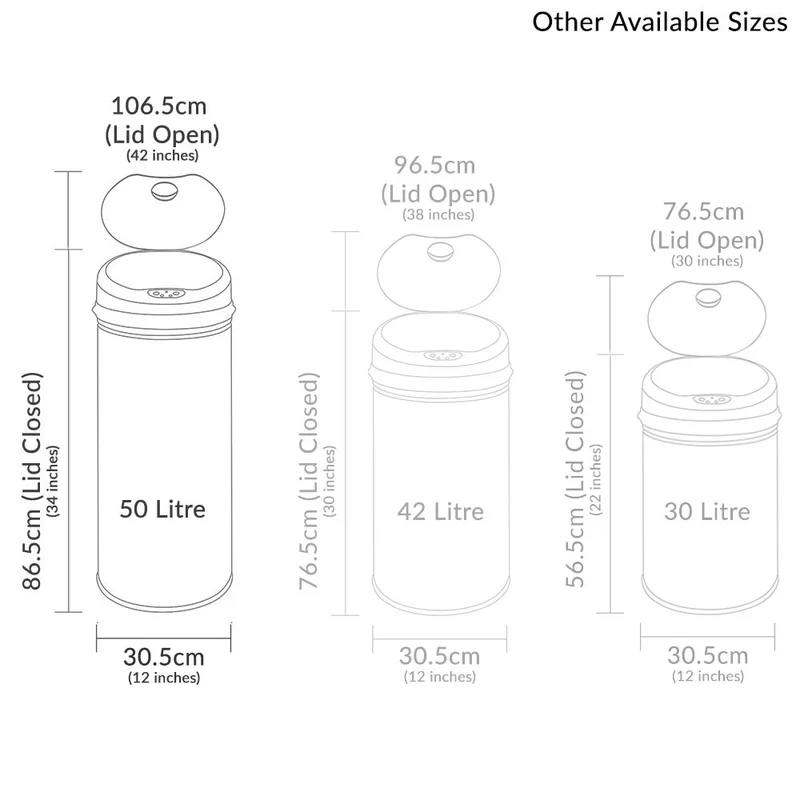 Other Available Sizes
106.5cm
(Lid Open)
(42 inches)
86.5cm (Lid Closed)
(34 inches)
50 Litre
30.5cm
(12 inches)
96.5cm
(Lid Open)
(38 inches)
76.5cm (Lid Closed)
(30 inches)
42 Litre
30.5cm
(12 inches)
76.5cm
(Lid Open)
(30 inches)
56.5cm (Lid Closed)
(22 inches)
30 Litre
30.5cm
(12 inches)